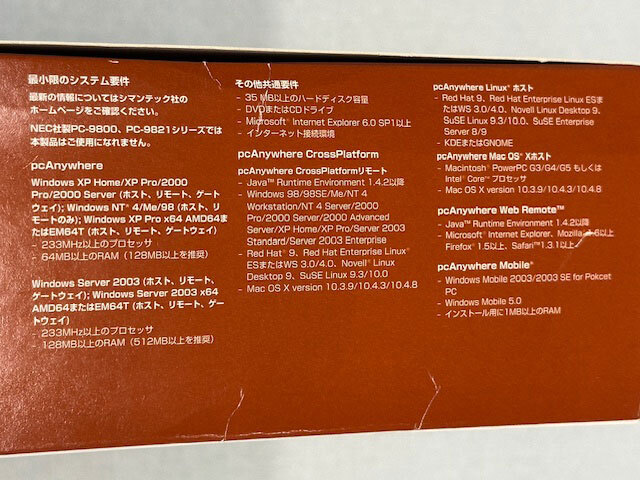 最小限のシステム要件
最新の情報についてはシマンテック社の
ホームページをご確認ください。
NEC社製PC-9800、PC-9821シリーズでは
本製品はご使用になれません。
pcAnywhere
Windows XP Home/XP Pro/2000
Pro/2000 Server (ホスト、リモート、ゲート
ウェイ); Windows NT® 4/Me/98 (ホスト、リ
モートのみ); Windows XP Pro x64 AMD64ま
たはEM64T (ホスト、リモート、ゲートウェイ)
- 233MHz以上のプロセッサ
- 64MB以上のRAM (128MB以上を推奨)
Windows Server 2003 (ホスト、リモート、
ゲートウェイ); Windows Server 2003 x64
AMD64またはEM64T (ホスト、リモート、ゲー
トウェイ)
- 233MHz以上のプロセッサ
128MB以上のRAM (512MB以上を推奨)
その他共通要件
- 35 MB以上のハードディスク容量
- DVDまたはCDドライブ
- Microsoft® Internet Explorer 6.0 SP1以上
- インターネット接続環境
pcAnywhere CrossPlatform
pcAnywhere CrossPlatformリモート
- Java™ Runtime Environment 1.4.2以降
- Windows 98/98SE/Me/NT 4
Workstation/NT 4 Server/2000
Pro/2000 Server/2000 Advanced
Server/XP Home/XP Pro/Server 2003
Standard/Server 2003 Enterprise
- Red Hat® 9、Red Hat Enterprise Linux®
ESまたはWS 3.0/4.0、Novell® Linux
Desktop 9、SuSE Linux 9.3/10.0
- Mac OS X version 10.3.9/10.4.3/10.4.8
pcAnywhere Linux® ホスト
- Red Hat 9、Red Hat Enterprise Linux ESま
たはWS 3.0/4.0、Novell Linux Desktop 9、
SuSE Linux 9.3/10.0、SuSE Enterprise
Server 8/9
- KDEまたはGNOME
pcAnywhere Mac OS® Xホスト
- Macintosh® PowerPC G3/G4/G5 もしくは
Intel® Core™ プロセッサ
- Mac OS X version 10.3.9/10.4.3/10.4.8
pcAnywhere Web Remote™
- Java™ Runtime Environment 1.4.2以降
- Microsoft® Internet Explorer、Mozilla 1.6以上
Firefox® 1.5以上、Safari™1.3.1以上
pcAnywhere Mobile®
- Windows Mobile 2003/2003 SE for Pokcet
PC
- Windows Mobile 5.0
- インストール用に1MB以上のRAM